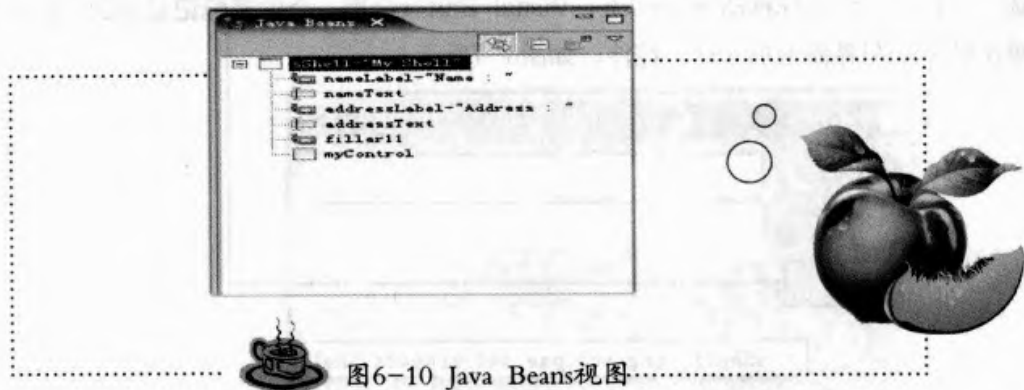 Java Beans
sShell-"My Shell"
nameLabel-"Name : "
nameText
addressLabel-"Address : "
addressText
filler11
myControl
图6-10 Java Beans视图